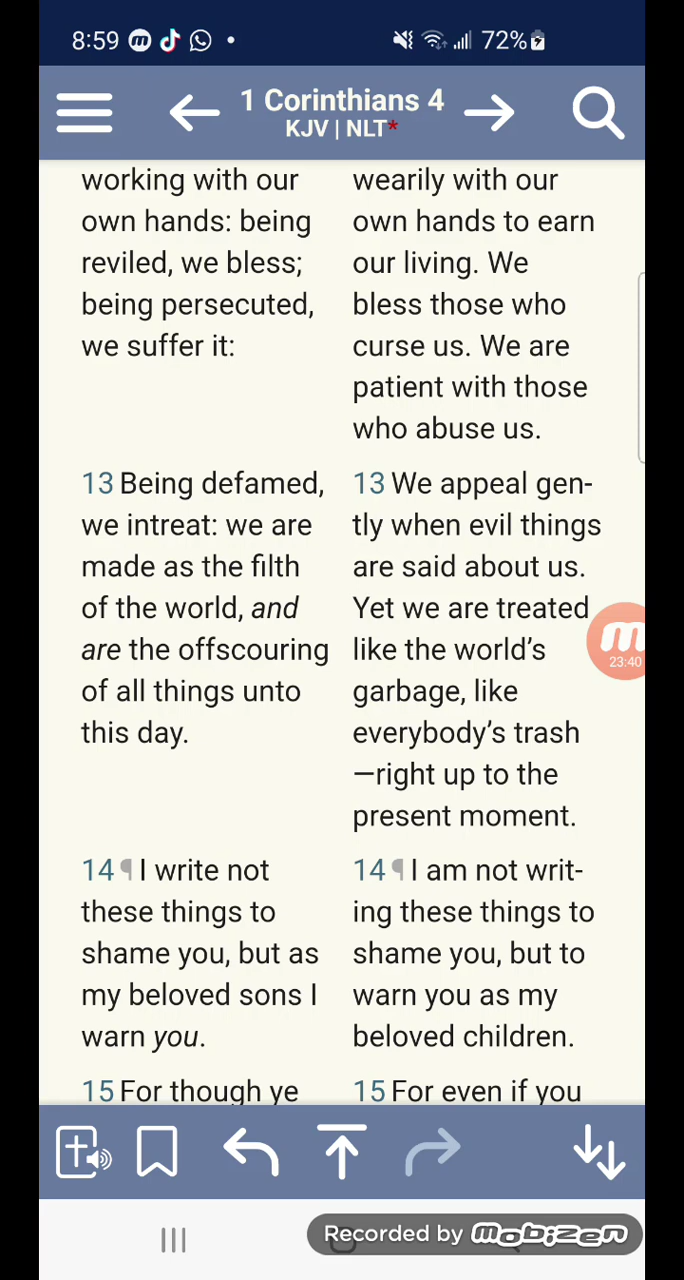 8:59
72%
1 Corinthians 4
KJV | NLT*
working with our
own hands: being
reviled, we bless;
being persecuted,
we suffer it:
wearily with our
own hands to earn
our living. We
bless those who
curse us. We are
patient with those
who abuse us.
13 Being defamed,
we intreat: we are
made as the filth
of the world, and
are the offscouring
of all things unto
this day.
13 We appeal gen-
tly when evil things
are said about us.
Yet we are treated
like the world's
garbage, like
everybody's trash
—right up to the
present moment.
14 ¶ I write not
these things to
shame you, but as
my beloved sons I
warn you.
14 ¶ I am not writ-
ing these things to
shame you, but to
warn you as my
beloved children.
15 For though ye
15 For even if you
m
23:40
Recorded by mobizen